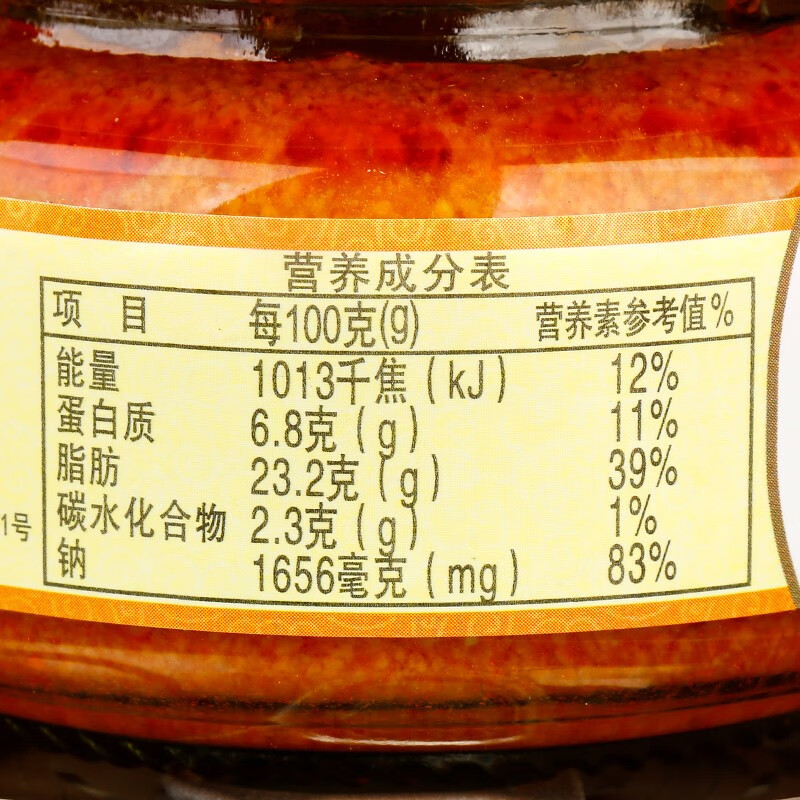 营养成分表
项 目 每100克(g) 营养素参考值%
能量 1013千焦(kJ) 12%
蛋白质 6.8克(g) 11%
脂肪 23.2克(g) 39%
碳水化合物 2.3克(g) 1%
1号
钠 1656毫克(mg) 83%